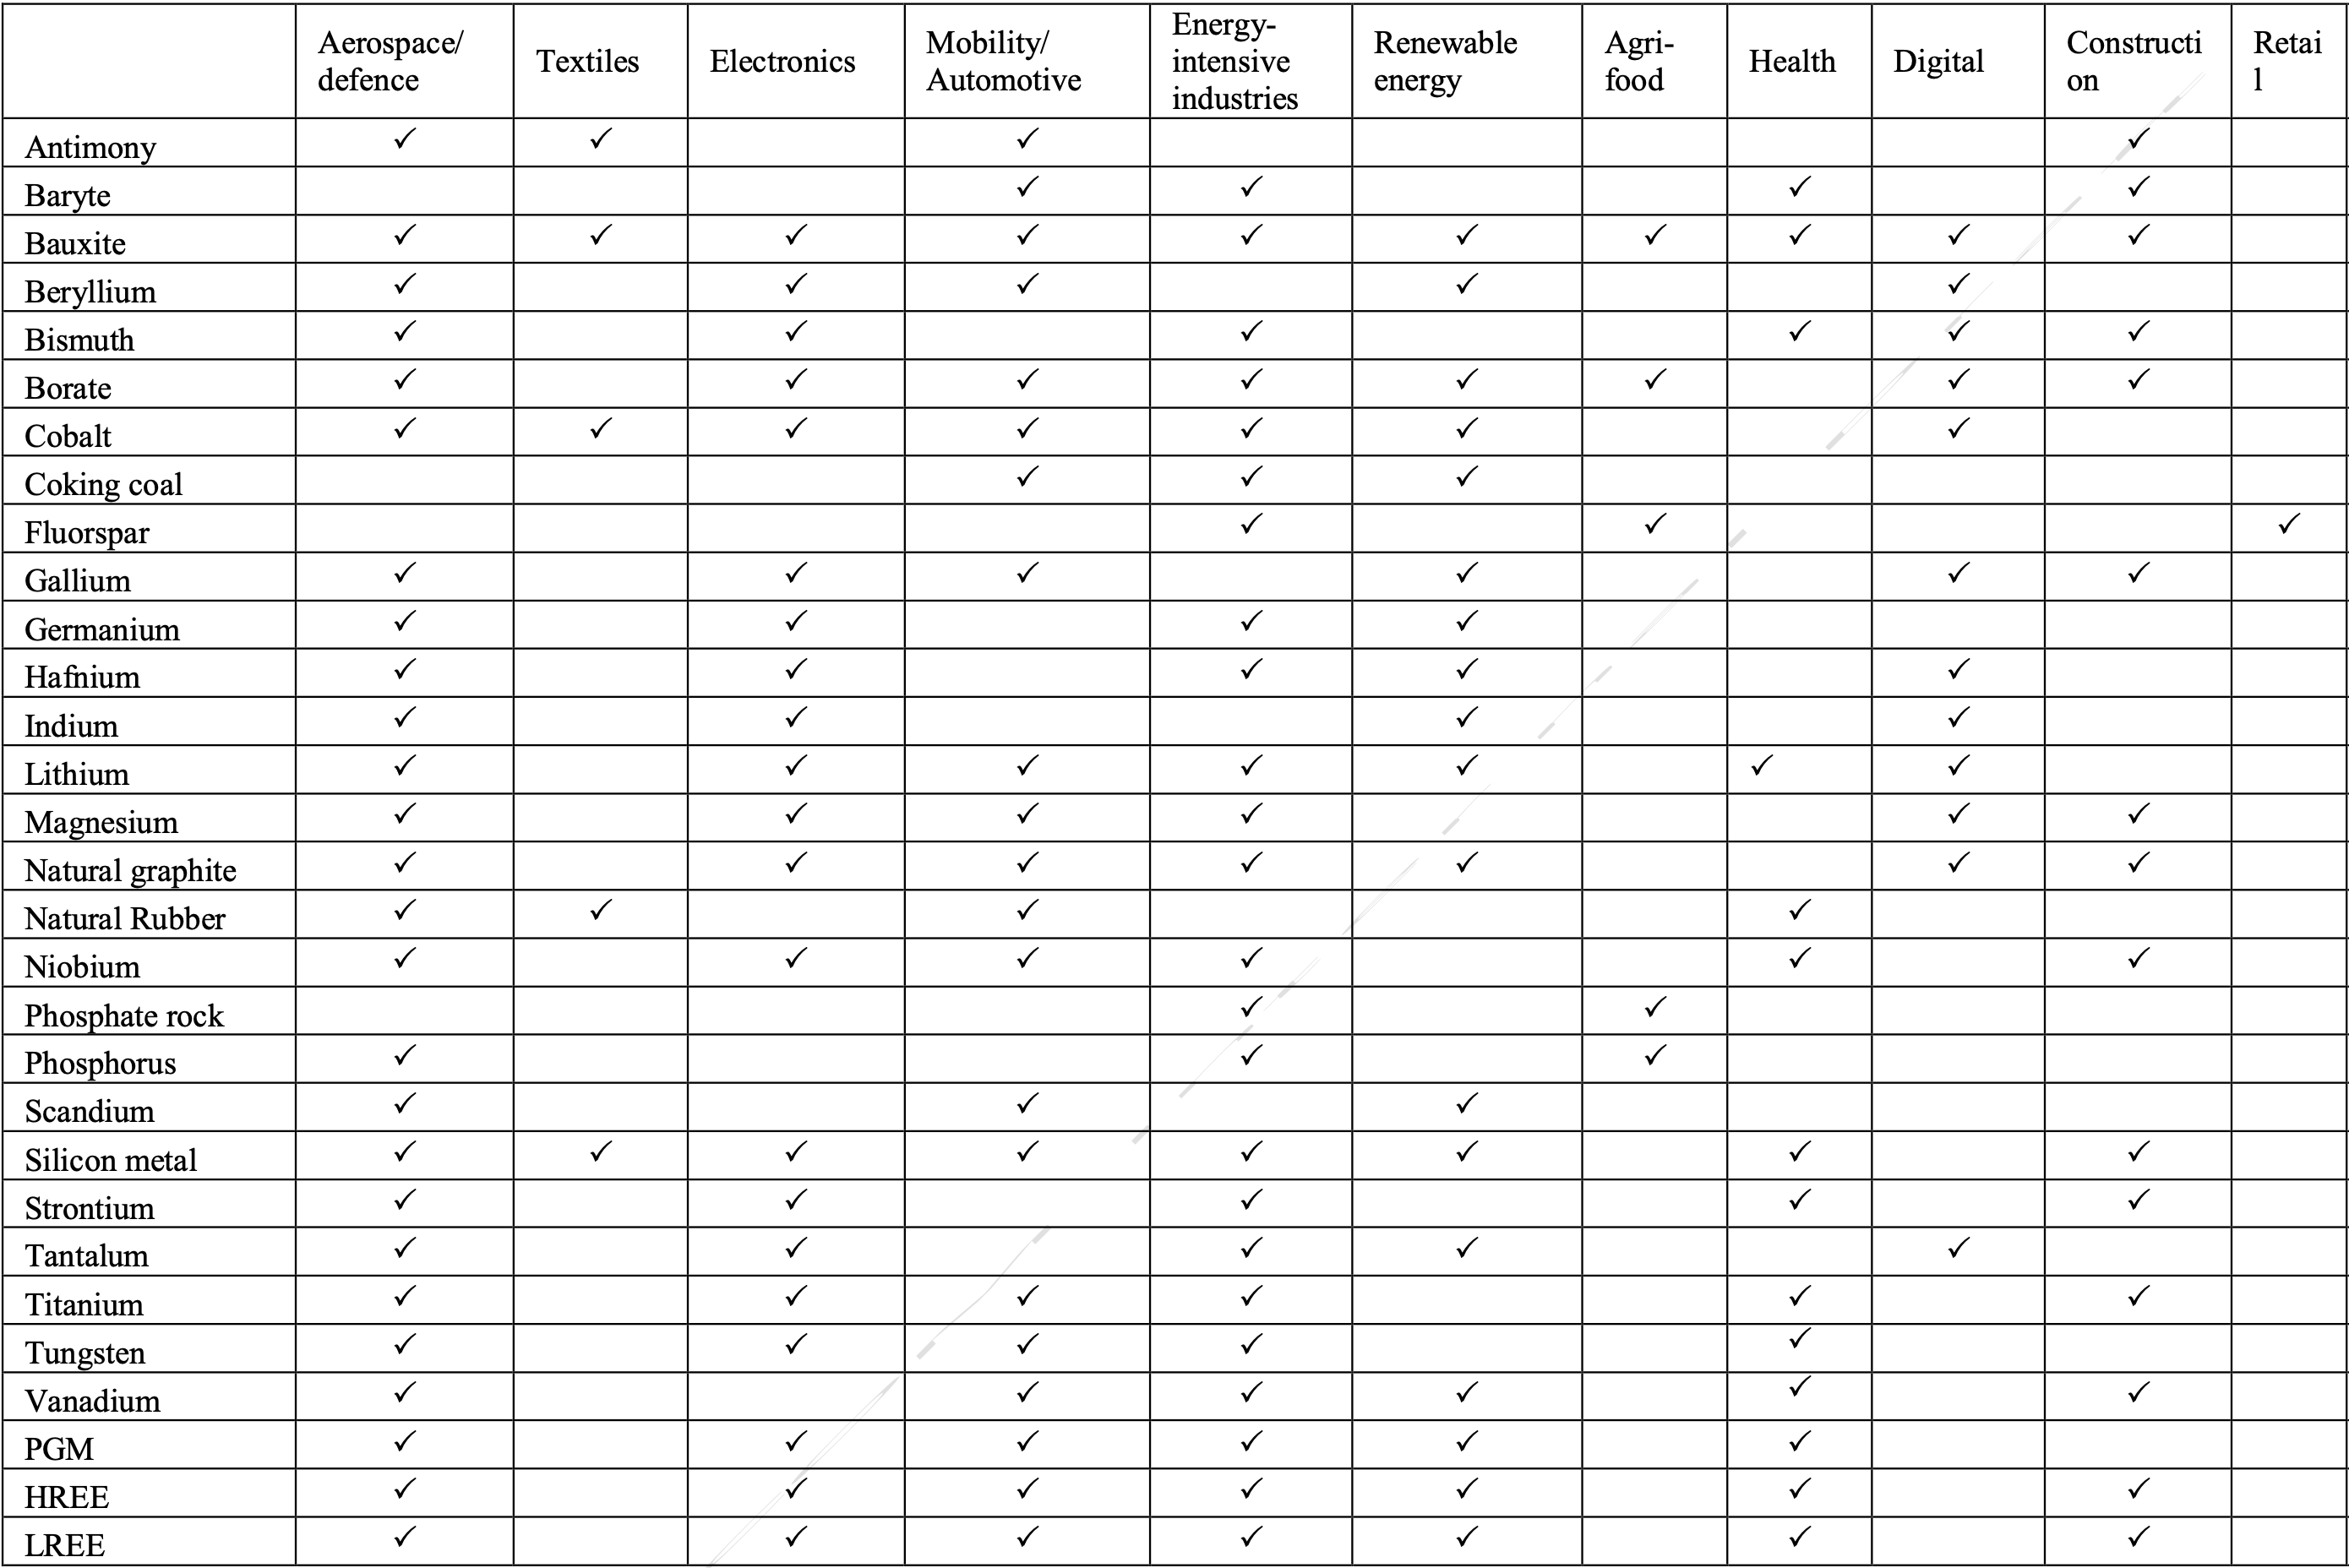 Aerospace/ defence Textiles Electronics Mobility/ Automotive Energy-intensive industries Renewable energy Agri-food Health Digital Constructi on Retai l
Antimony ✓ ✓ ✓ ✓
Baryte ✓ ✓ ✓ ✓
Bauxite ✓ ✓ ✓ ✓ ✓ ✓ ✓ ✓ ✓ ✓
Beryllium ✓ ✓ ✓ ✓ ✓
Bismuth ✓ ✓ ✓ ✓ ✓ ✓
Borate ✓ ✓ ✓ ✓ ✓ ✓ ✓ ✓
Cobalt ✓ ✓ ✓ ✓ ✓ ✓ ✓
Coking coal ✓ ✓ ✓
Fluorspar ✓ ✓ ✓
Gallium ✓ ✓ ✓ ✓ ✓ ✓
Germanium ✓ ✓ ✓ ✓
Hafnium ✓ ✓ ✓ ✓ ✓
Indium ✓ ✓ ✓ ✓
Lithium ✓ ✓ ✓ ✓ ✓ ✓ ✓
Magnesium ✓ ✓ ✓ ✓ ✓ ✓
Natural graphite ✓ ✓ ✓ ✓ ✓ ✓ ✓
Natural Rubber ✓ ✓ ✓ ✓
Niobium ✓ ✓ ✓ ✓ ✓ ✓
Phosphate rock ✓ ✓
Phosphorus ✓ ✓ ✓
Scandium ✓ ✓ ✓
Silicon metal ✓ ✓ ✓ ✓ ✓ ✓ ✓ ✓
Strontium ✓ ✓ ✓ ✓ ✓
Tantalum ✓ ✓ ✓ ✓ ✓
Titanium ✓ ✓ ✓ ✓ ✓ ✓
Tungsten ✓ ✓ ✓ ✓ ✓
Vanadium ✓ ✓ ✓ ✓ ✓ ✓
PGM ✓ ✓ ✓ ✓ ✓ ✓
HREE ✓ ✓ ✓ ✓ ✓ ✓ ✓
LREE ✓ ✓ ✓ ✓ ✓ ✓ ✓